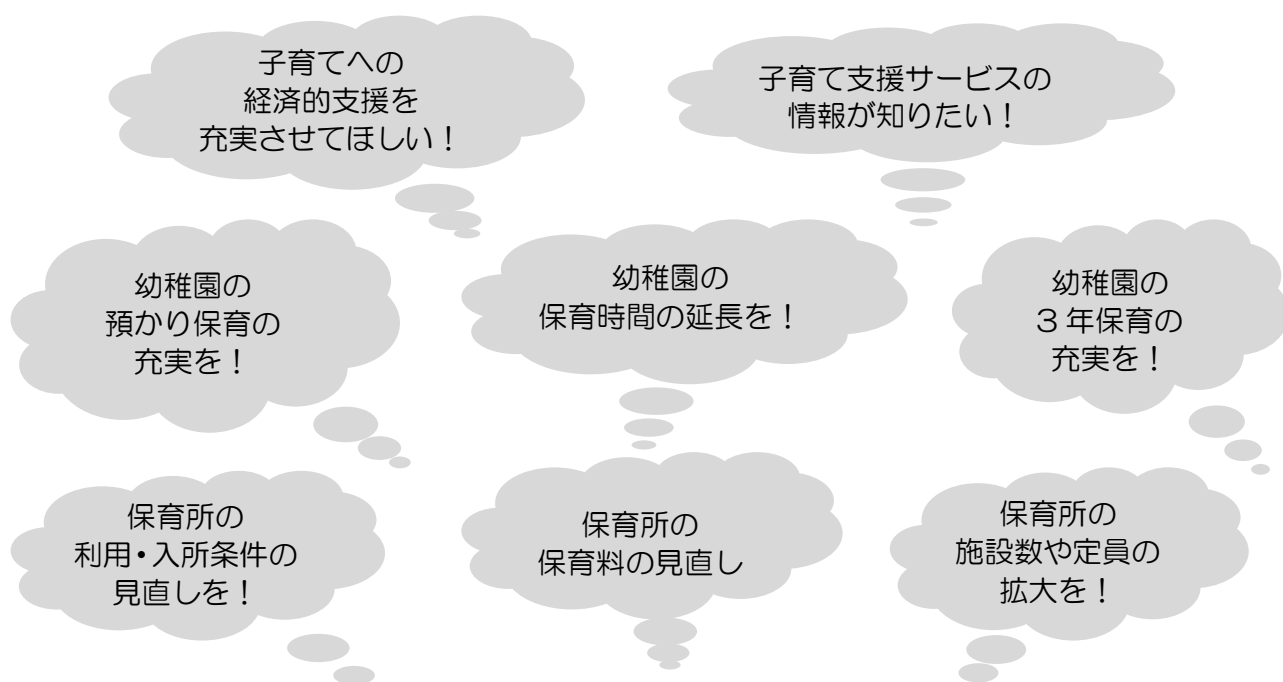 子育てへの
経済的支援を
充実させてほしい！
子育て支援サービスの
情報が知りたい！
幼稚園の
預かり保育の
充実を！
幼稚園の
保育時間の延長を！
幼稚園の
３年保育の
充実を！
保育所の
利用・入所条件の
見直しを！
保育所の
保育料の見直し
保育所の
施設数や定員の
拡大を！